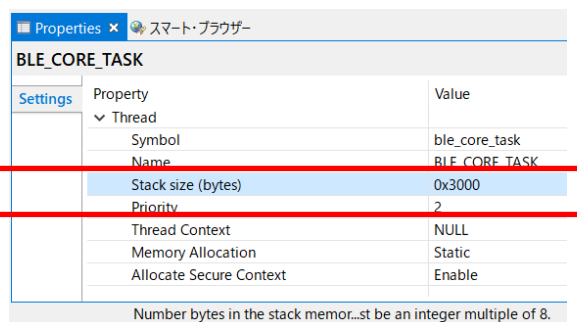 Properties × スマート・ブラウザー
BLE_CORE_TASK
Settings Property Value
Thread
Symbol ble_core_task
Name BLE_CORE_TASK
Stack size (bytes) 0x3000
Priority 2
Thread Context NULL
Memory Allocation Static
Allocate Secure Context Enable
Number bytes in the stack memor...st be an integer multiple of 8.